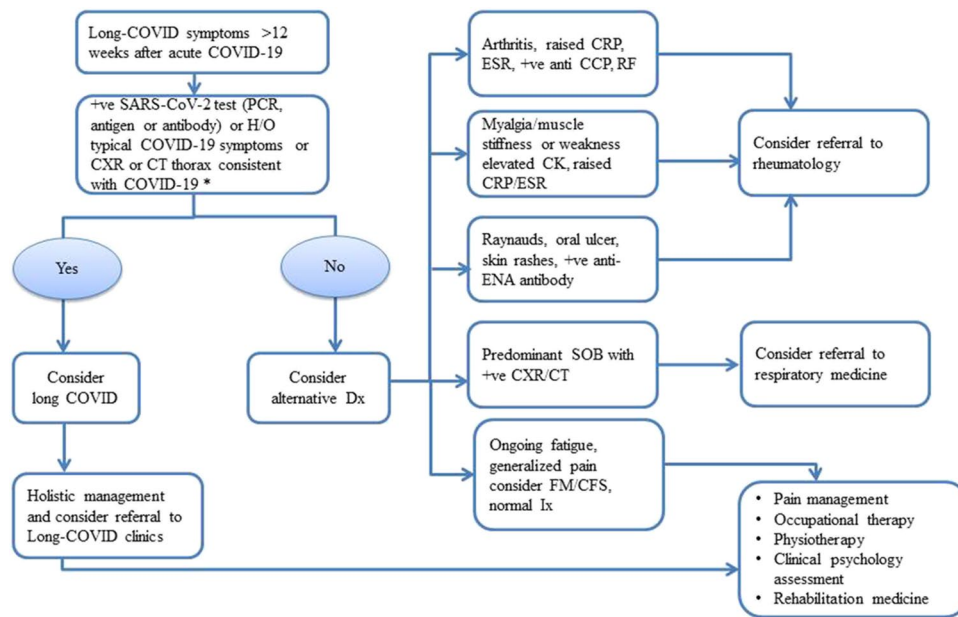 Long-COVID symptoms >12
weeks after acute COVID-19
+ve SARS-CoV-2 test (PCR,
antigen or antibody) or H/O
typical COVID-19 symptoms or
CXR or CT thorax consistent
with COVID-19 *
Yes
No
Consider
long COVID
Consider
alternative Dx
Holistic management
and consider referral to
Long-COVID clinics
Arthritis, raised CRP,
ESR, +ve anti CCP, RF
Myalgia/muscle
stiffness or weakness
elevated CK, raised
CRP/ESR
Raynauds, oral ulcer,
skin rashes, +ve anti-
ENA antibody
Predominant SOB with
+ve CXR/CT
Ongoing fatigue,
generalized pain
consider FM/CFS,
normal Ix
Consider referral to
rheumatology
Consider referral to
respiratory medicine
• Pain management
• Occupational therapy
• Physiotherapy
• Clinical psychology
assessment
• Rehabilitation medicine